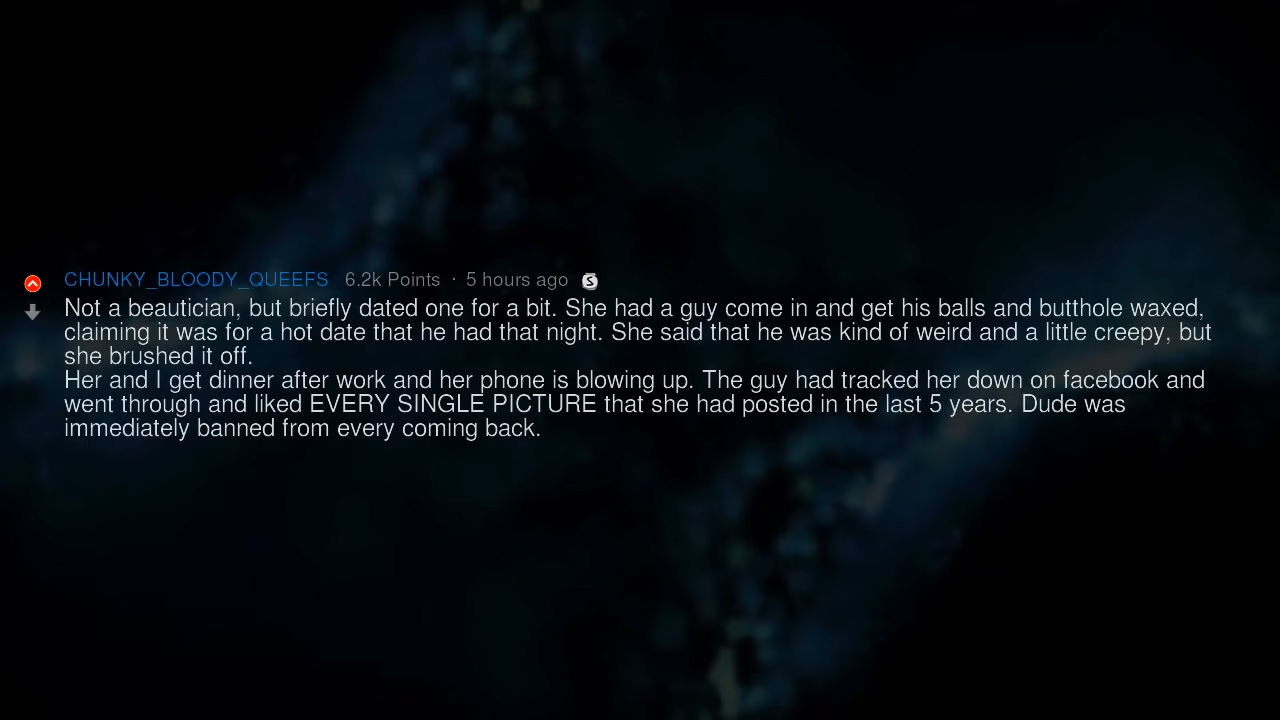 CHUNKY_BLOODY_QUEEFS 6.2k Points · 5 hours ago S
Not a beautician, but briefly dated one for a bit. She had a guy come in and get his balls and butthole waxed,
claiming it was for a hot date that he had that night. She said that he was kind of weird and a little creepy, but
she brushed it off.
Her and I get dinner after work and her phone is blowing up. The guy had tracked her down on facebook and
went through and liked EVERY SINGLE PICTURE that she had posted in the last 5 years. Dude was
immediately banned from every coming back.